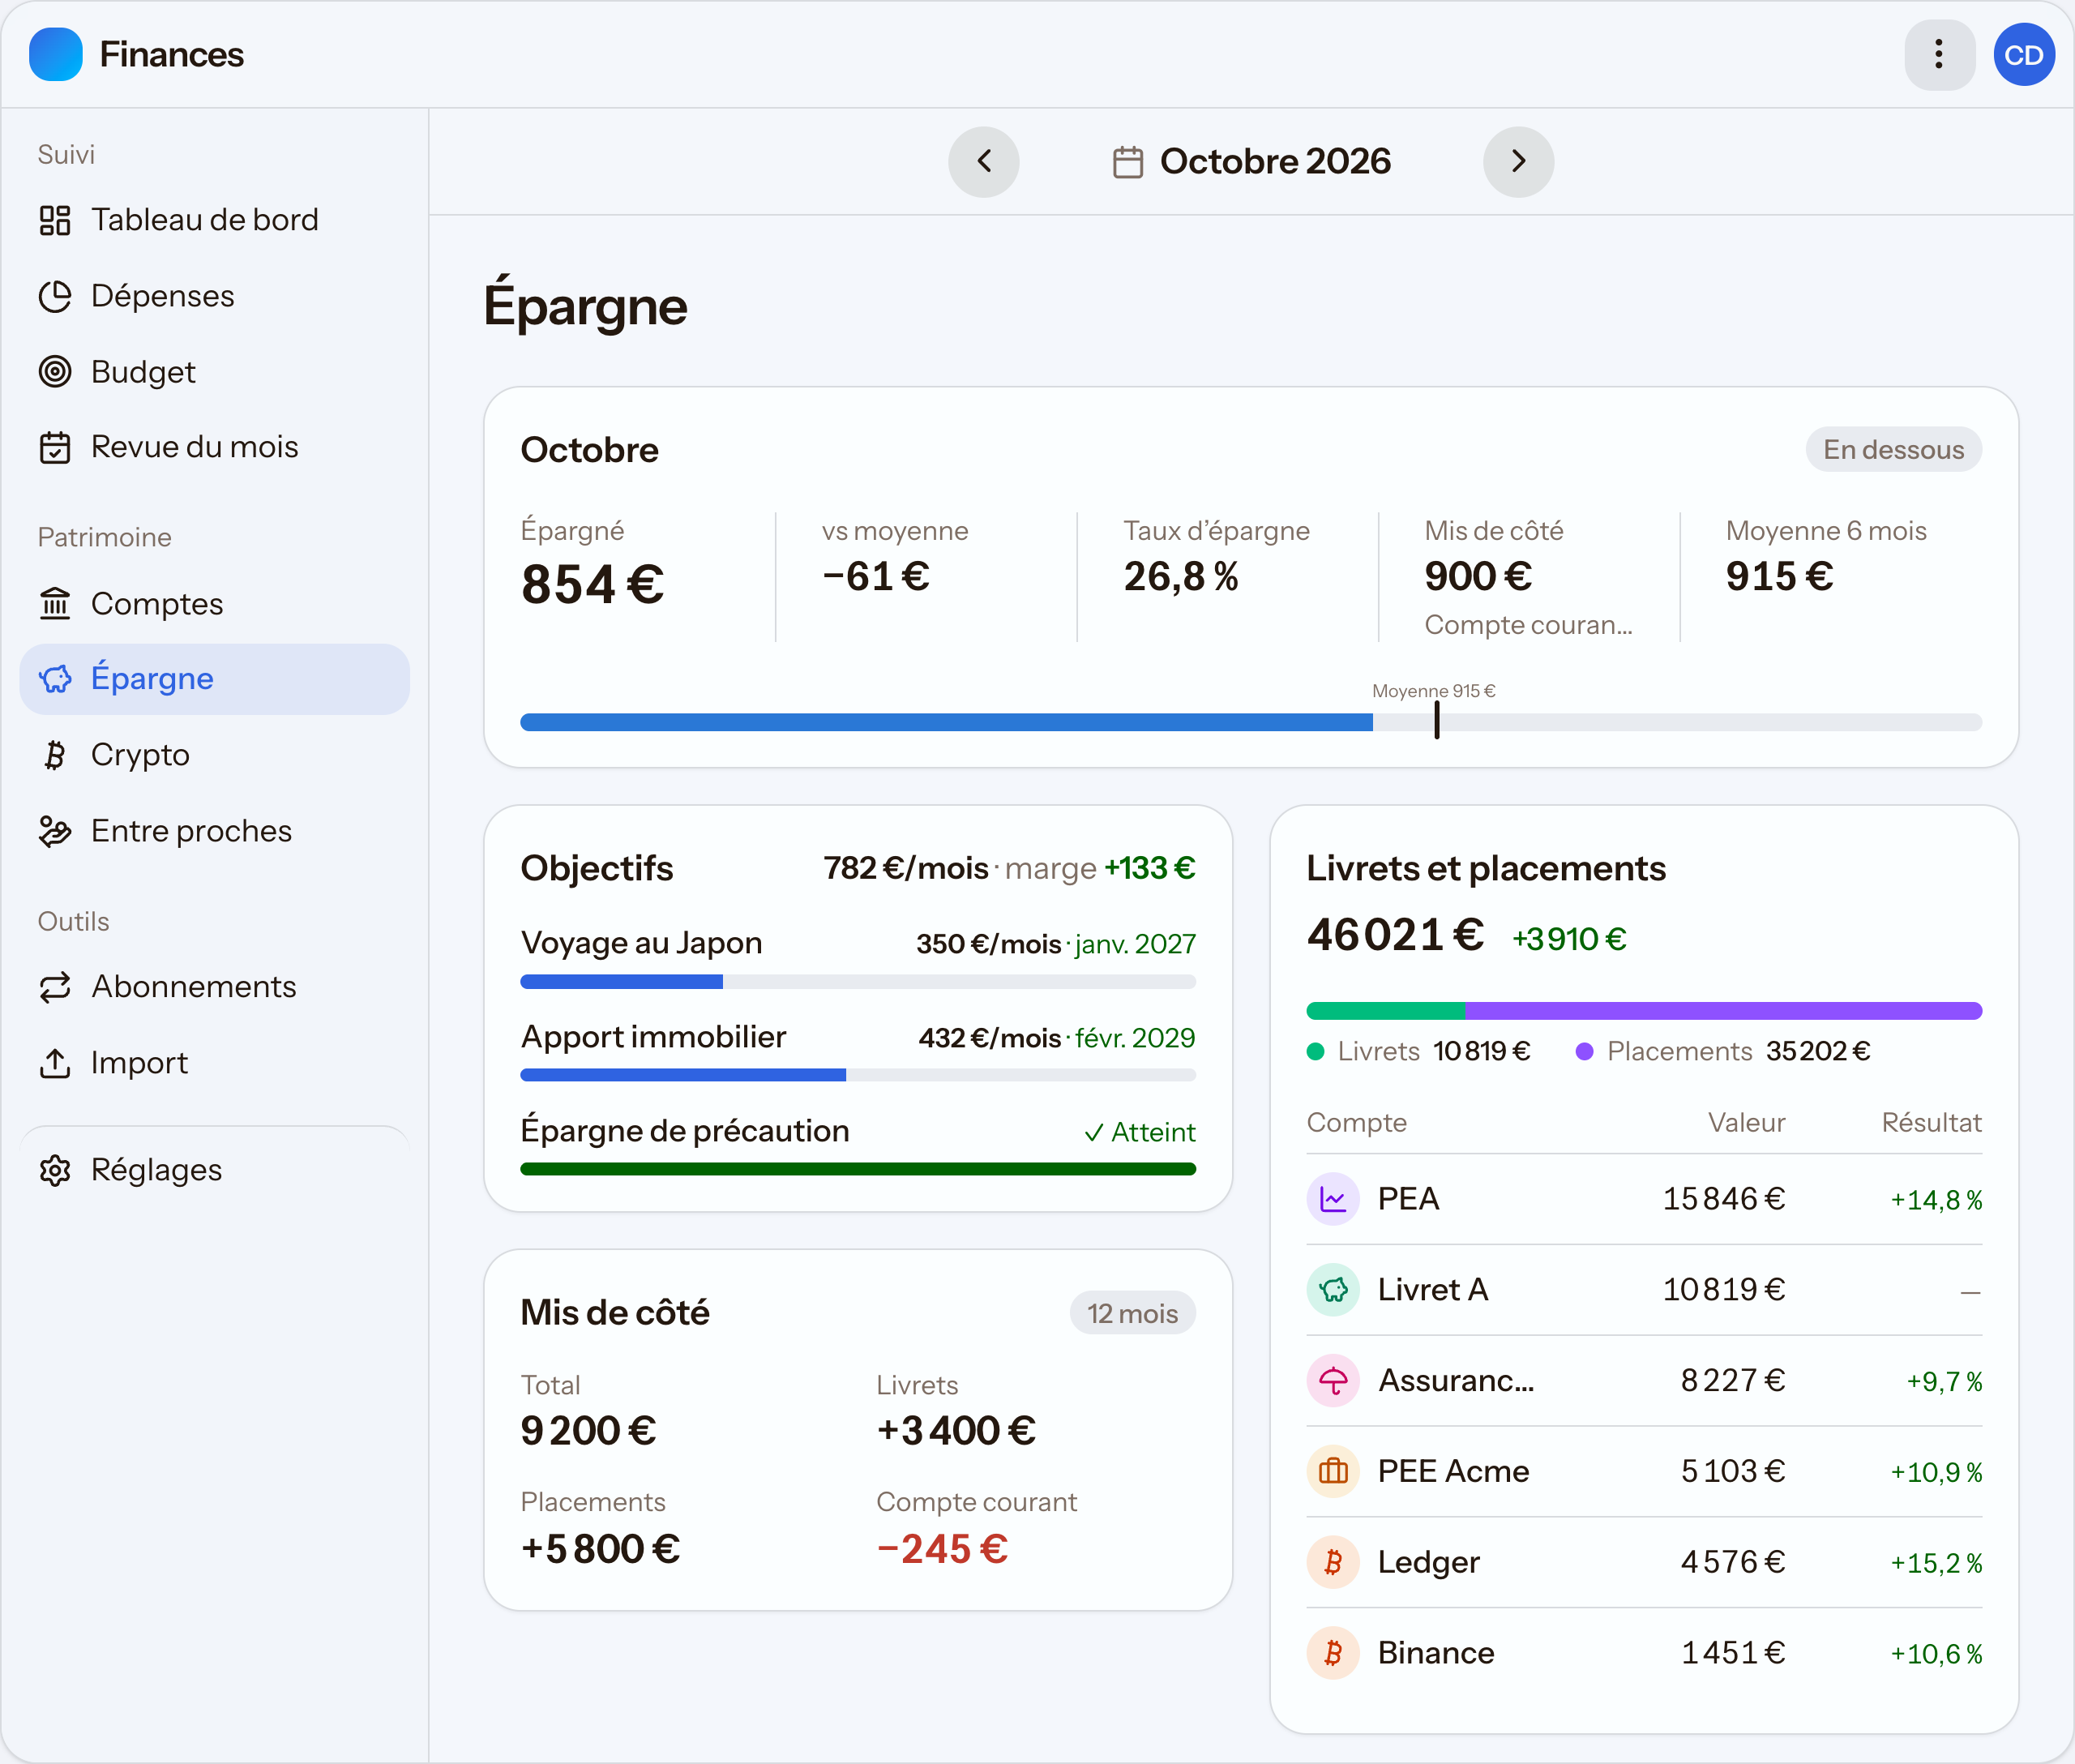 Finances
CD
Suivi
Tableau de bord
Dépenses
Budget
Revue du mois
Patrimoine
Comptes
Épargne
Crypto
Entre proches
Outils
Abonnements
Import
Réglages
Octobre 2026
Épargne
Octobre
En dessous
Épargné
854 €
vs moyenne
−61 €
Taux d’épargne
26,8 %
Mis de côté
900 €
Compte couran...
Moyenne 6 mois
915 €
Moyenne 915 €
Objectifs
782 €/mois · marge +133 €
Voyage au Japon
350 €/mois · janv. 2027
Apport immobilier
432 €/mois · févr. 2029
Épargne de précaution
Atteint
Mis de côté
12 mois
Total
9 200 €
Livrets
+3 400 €
Placements
+5 800 €
Compte courant
−245 €
Livrets et placements
46 021 € +3 910 €
Livrets 10 819 € Placements 35 202 €
Compte Valeur Résultat
PEA 15 846 € +14,8 %
Livret A 10 819 € —
Assuranc... 8 227 € +9,7 %
PEE Acme 5 103 € +10,9 %
Ledger 4 576 € +15,2 %
Binance 1 451 € +10,6 %